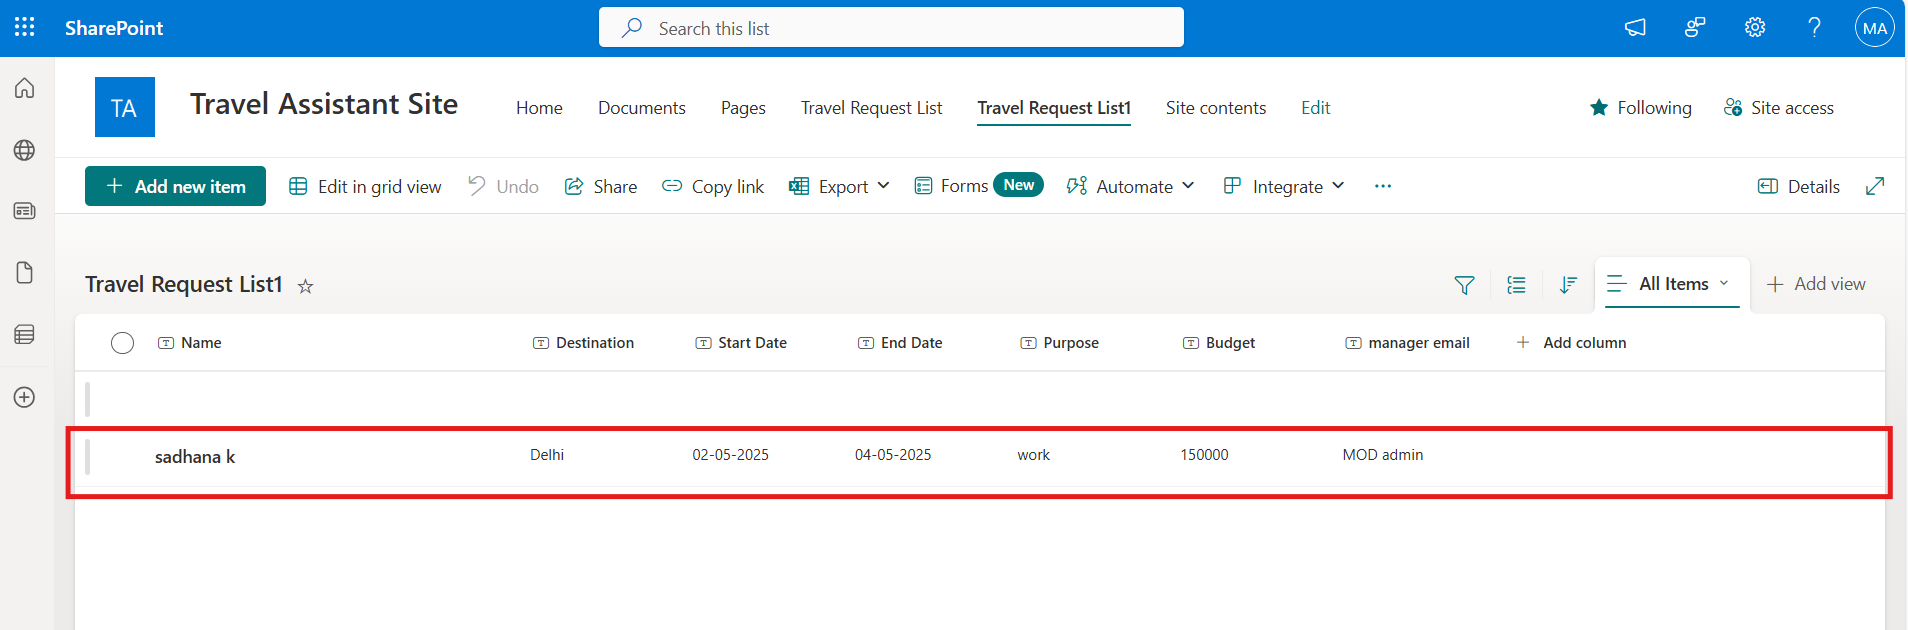 SharePoint
Search this list
MA
TA
Travel Assistant Site
Home
Documents
Pages
Travel Request List
Travel Request List1
Site contents
Edit
Following
Site access
Add new item
Edit in grid view
Undo
Share
Copy link
Export
Forms New
Automate
Integrate
Details
Travel Request List1
All Items
Add view
Name
Destination
Start Date
End Date
Purpose
Budget
manager email
Add column
sadhana k
Delhi
02-05-2025
04-05-2025
work
150000
MOD admin